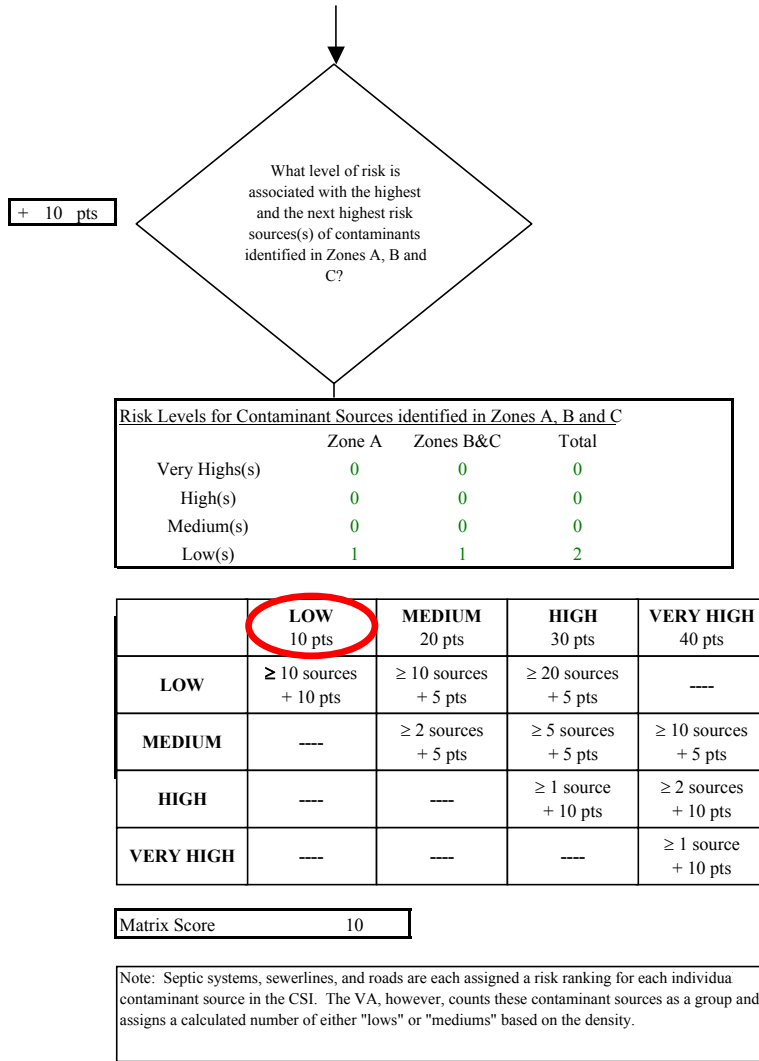 What level of risk is
associated with the highest
and the next highest risk
sources(s) of contaminants
identified in Zones A, B and
C?
+ 10 pts
Risk Levels for Contaminant Sources identified in Zones A, B and C
Zone A Zones B&C Total
Very Highs(s) 0 0 0
High(s) 0 0 0
Medium(s) 0 0 0
Low(s) 1 1 2
LOW MEDIUM HIGH VERY HIGH
10 pts 20 pts 30 pts 40 pts
LOW ≥ 10 sources + 10 pts ≥ 10 sources + 5 pts ≥ 20 sources + 5 pts ----
MEDIUM ---- ≥ 2 sources + 5 pts ≥ 5 sources + 5 pts ≥ 10 sources + 5 pts
HIGH ---- ---- ≥ 1 source + 10 pts ≥ 2 sources + 10 pts
VERY HIGH ---- ---- ---- ≥ 1 source + 10 pts
Matrix Score 10
Note: Septic systems, sewerlines, and roads are each assigned a risk ranking for each individua
contaminant source in the CSI. The VA, however, counts these contaminant sources as a group and
assigns a calculated number of either "lows" or "mediums" based on the density.